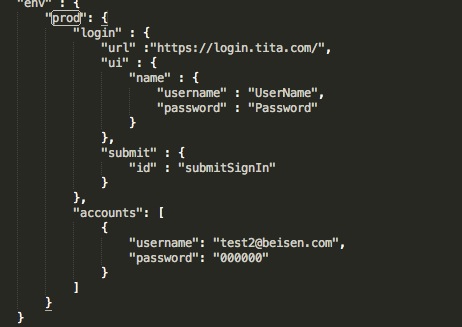 "env" : {
"prod": {
"login" : {
"url" :"https://login.tita.com/",
"ui" : {
"name" : {
"username" : "UserName",
"password" : "Password"
}
},
"submit" : {
"id" : "submitSignIn"
}
},
"accounts": [
{
"username": "test2@beisen.com",
"password": "000000"
}
]
}
}